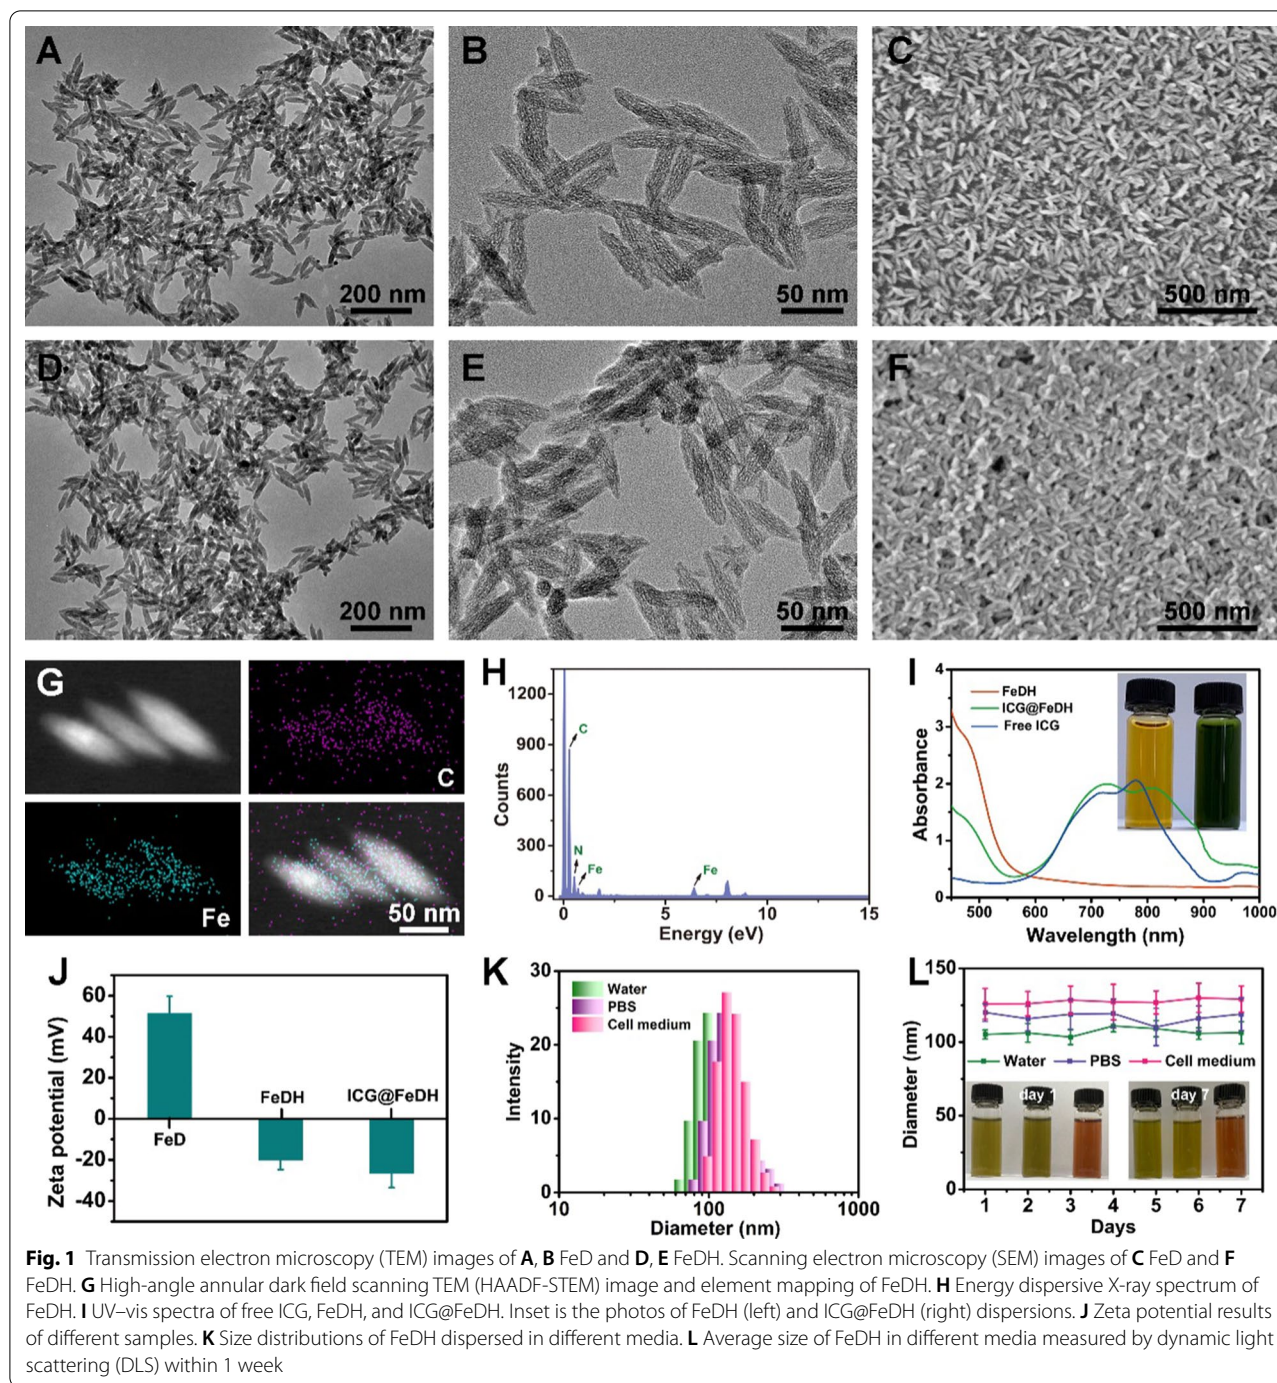 A
200 nm
B
50 nm
C
500 nm
D
200 nm
E
50 nm
F
500 nm
G
C
Fe
50 nm
H
Counts
1200
900
600
300
0
C
N
Fe
Fe
0 5 10 15
Energy (eV)
I
Absorbance
4
3
2
1
0
FeDH
ICG@FeDH
Free ICG
500 600 700 800 900 1000
Wavelength (nm)
J
Zeta potential (mV)
60
40
20
0
-20
-40
FeD
FeDH
ICG@FeDH
K
Intensity
30
20
10
0
Water
PBS
Cell medium
10 100 1000
Diameter (nm)
L
Diameter (nm)
150
100
50
0
Water PBS Cell medium
day 1 day 7
1 2 3 4 5 6 7
Days
Fig. 1 Transmission electron microscopy (TEM) images of A, B FeD and D, E FeDH. Scanning electron microscopy (SEM) images of C FeD and F
FeDH. G High-angle annular dark field scanning TEM (HAADF-STEM) image and element mapping of FeDH. H Energy dispersive X-ray spectrum of
FeDH. I UV–vis spectra of free ICG, FeDH, and ICG@FeDH. Inset is the photos of FeDH (left) and ICG@FeDH (right) dispersions. J Zeta potential results
of different samples. K Size distributions of FeDH dispersed in different media. L Average size of FeDH in different media measured by dynamic light
scattering (DLS) within 1 week